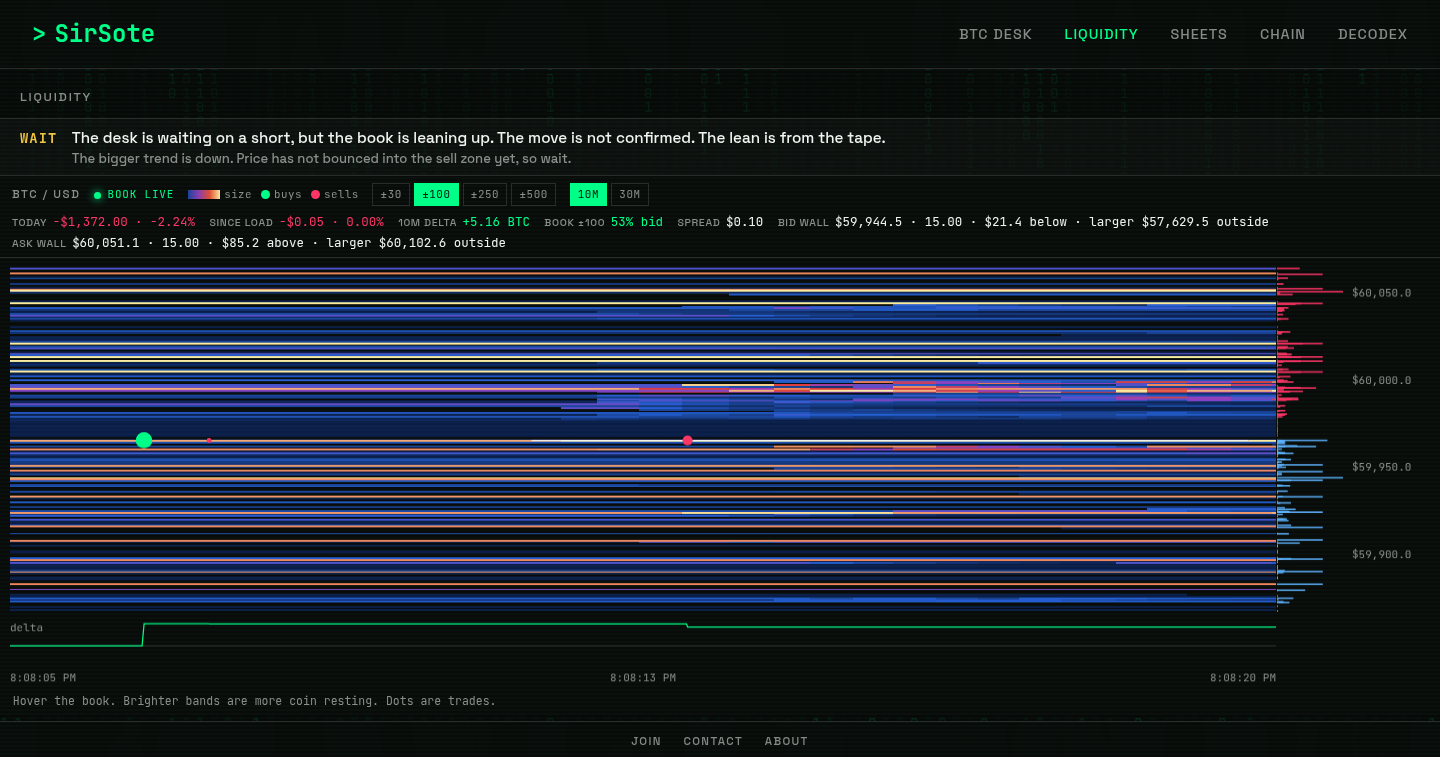 > SirSote
BTC DESK LIQUIDITY SHEETS CHAIN DECODEX
LIQUIDITY
WAIT The desk is waiting on a short, but the book is leaning up. The move is not confirmed. The lean is from the tape.
The bigger trend is down. Price has not bounced into the sell zone yet, so wait.
BTC / USD BOOK LIVE size buys sells ±30 ±100 ±250 ±500 10M 30M
TODAY -$1,372.00 · -2.24% SINCE LOAD -$0.05 · 0.00% 10M DELTA +5.16 BTC BOOK ±100 53% bid SPREAD $0.10 BID WALL $59,944.5 · 15.00 · $21.4 below · larger $57,629.5 outside
ASK WALL $60,051.1 · 15.00 · $85.2 above · larger $60,102.6 outside
$60,050.0
$60,000.0
$59,950.0
$59,900.0
delta
8:08:05 PM 8:08:13 PM 8:08:20 PM
Hover the book. Brighter bands are more coin resting. Dots are trades.
JOIN CONTACT ABOUT